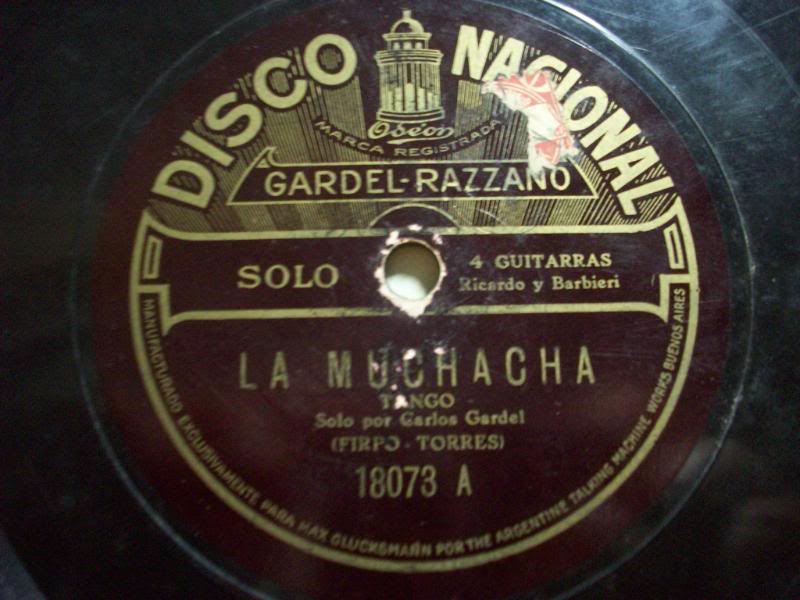 DISCO NACIONAL
Odeon
MARCA REGISTRADA
GARDEL-RAZZANO
SOLO
4 GUITARRAS
Ricardo y Barbieri
LA MUCHACHA
TANGO
Solo por Carlos Gardel
(FIRPO - TORRES)
18073 A
MANUFACTURADO EXCLUSIVAMENTE PARA MAX GLUCKSMANN POR THE ARGENTINE TALKING MACHINE WORKS BUENOS AIRES